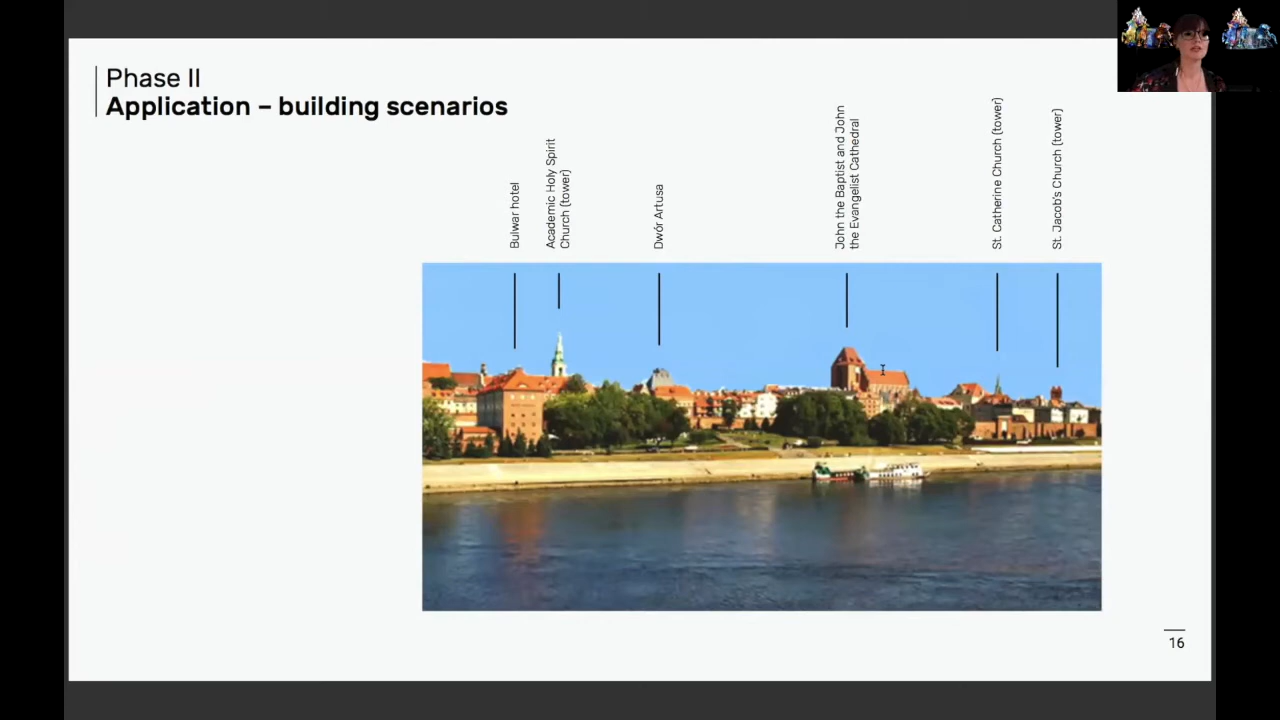 Phase II
Application – building scenarios
Bulwar hotel
Academic Holy Spirit
Church (tower)
Dwór Artusa
John the Baptist and John
the Evangelist Cathedral
St. Catherine Church (tower)
St. Jacob's Church (tower)
16